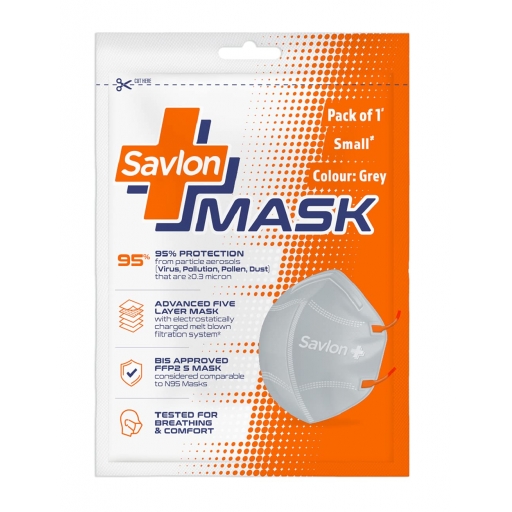 CUT HERE
Savlon
MASK
Pack of 1*
Small#
Colour: Grey
95%
95% PROTECTION
from particle aerosols
(Virus, Pollution, Pollen, Dust)
that are ≥0.3 micron
ADVANCED FIVE
LAYER MASK
with electrostatically
charged melt blown
filtration system
BIS APPROVED
FFP2 S MASK
considered comparable
to N95 Masks
TESTED FOR
BREATHING
& COMFORT
Savlon